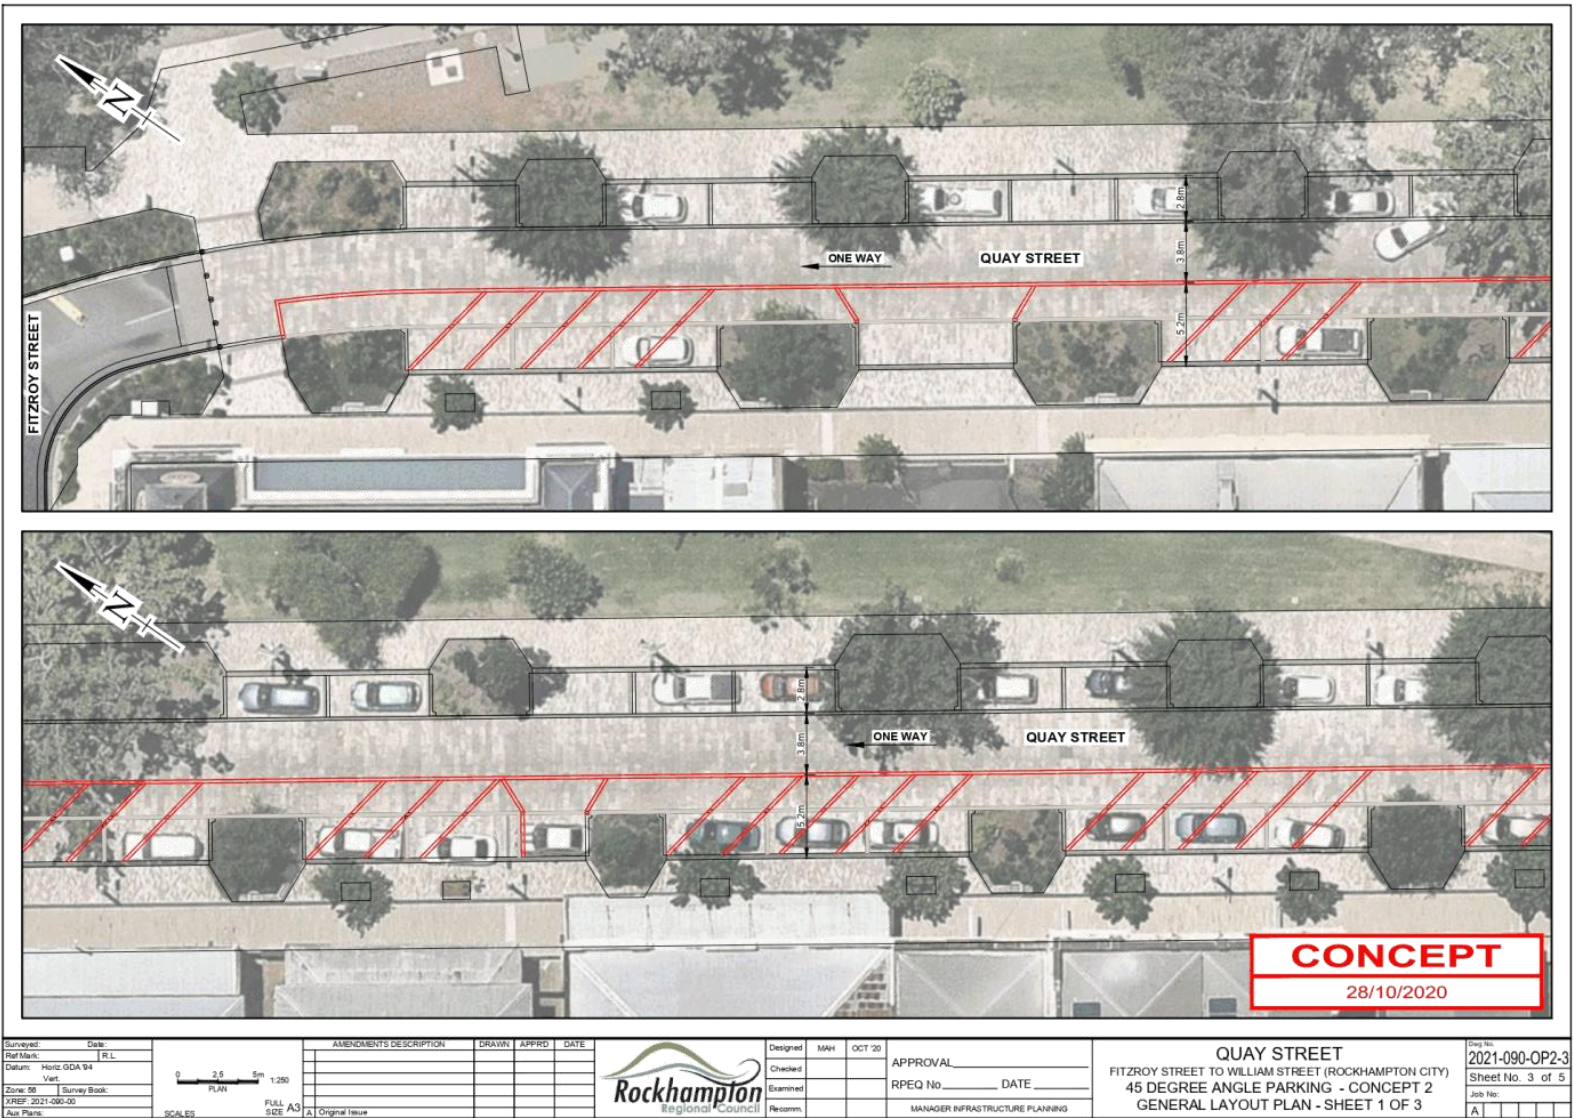 N
ONE WAY
QUAY STREET
2.8m
3.8m
5.2m
FITZROY STREET
N
ONE WAY
QUAY STREET
2.8m
3.8m
5.2m
CONCEPT
28/10/2020
Surveyed: Date:
Ref Mark: R.L.
Datum: Horiz. GDA '94
Vert.
Zone: 56 Survey Book:
XREF: 2021-090-00
Aux Plans:
0 2.5 5m 1:250
PLAN
SCALES
FULL SIZE A3
AMENDMENTS DESCRIPTION DRAWN APPR'D DATE
A Original Issue
Rockhampton
Regional Council
Designed MAH OCT '20
Checked
Examined
Recomm.
APPROVAL
RPEQ No. DATE
MANAGER INFRASTRUCTURE PLANNING
QUAY STREET
FITZROY STREET TO WILLIAM STREET (ROCKHAMPTON CITY)
45 DEGREE ANGLE PARKING - CONCEPT 2
GENERAL LAYOUT PLAN - SHEET 1 OF 3
Dwg No.
2021-090-OP2-3
Sheet No. 3 of 5
Job No:
A